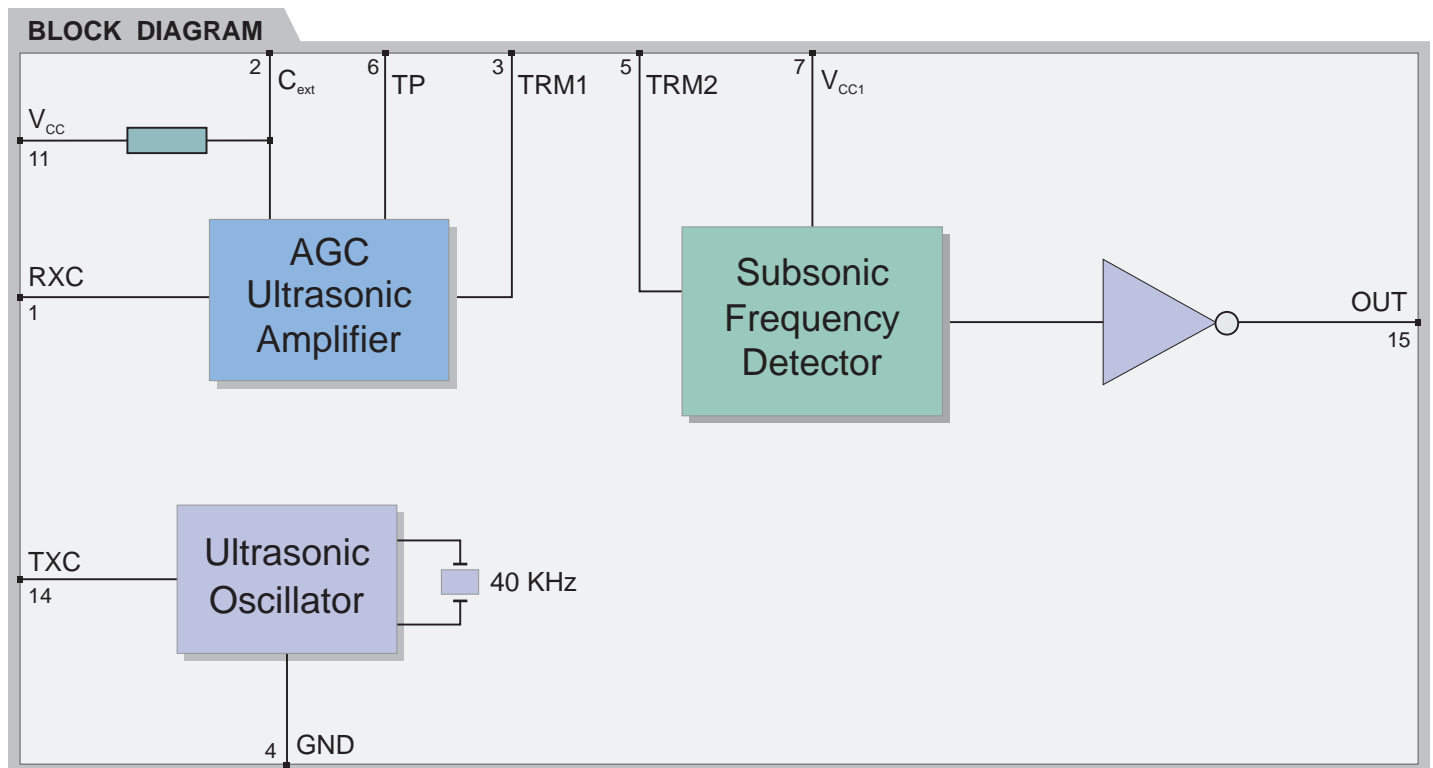 BLOCK DIAGRAM
2
Cext
6
TP
3
TRM1
5
TRM2
7
VCC1
VCC
11
AGC
Ultrasonic
Amplifier
RXC
1
Subsonic
Frequency
Detector
OUT
15
TXC
14
Ultrasonic
Oscillator
40 KHz
4
GND